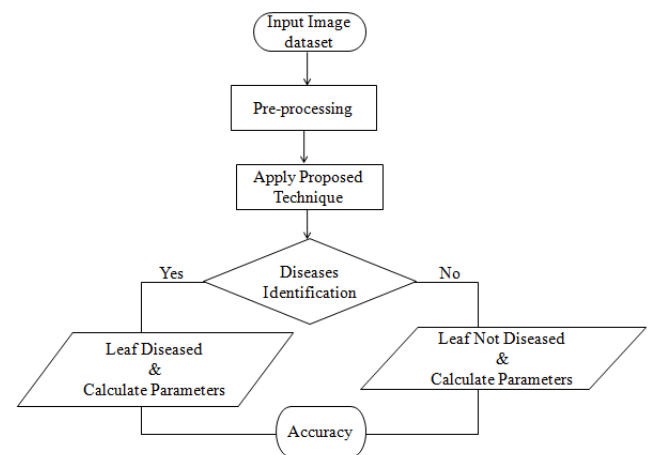 Input Image
dataset
Pre-processing
Apply Proposed
Technique
Diseases
Identification
Yes
No
Leaf Diseased
&
Calculate Parameters
Leaf Not Diseased
&
Calculate Parameters
Accuracy